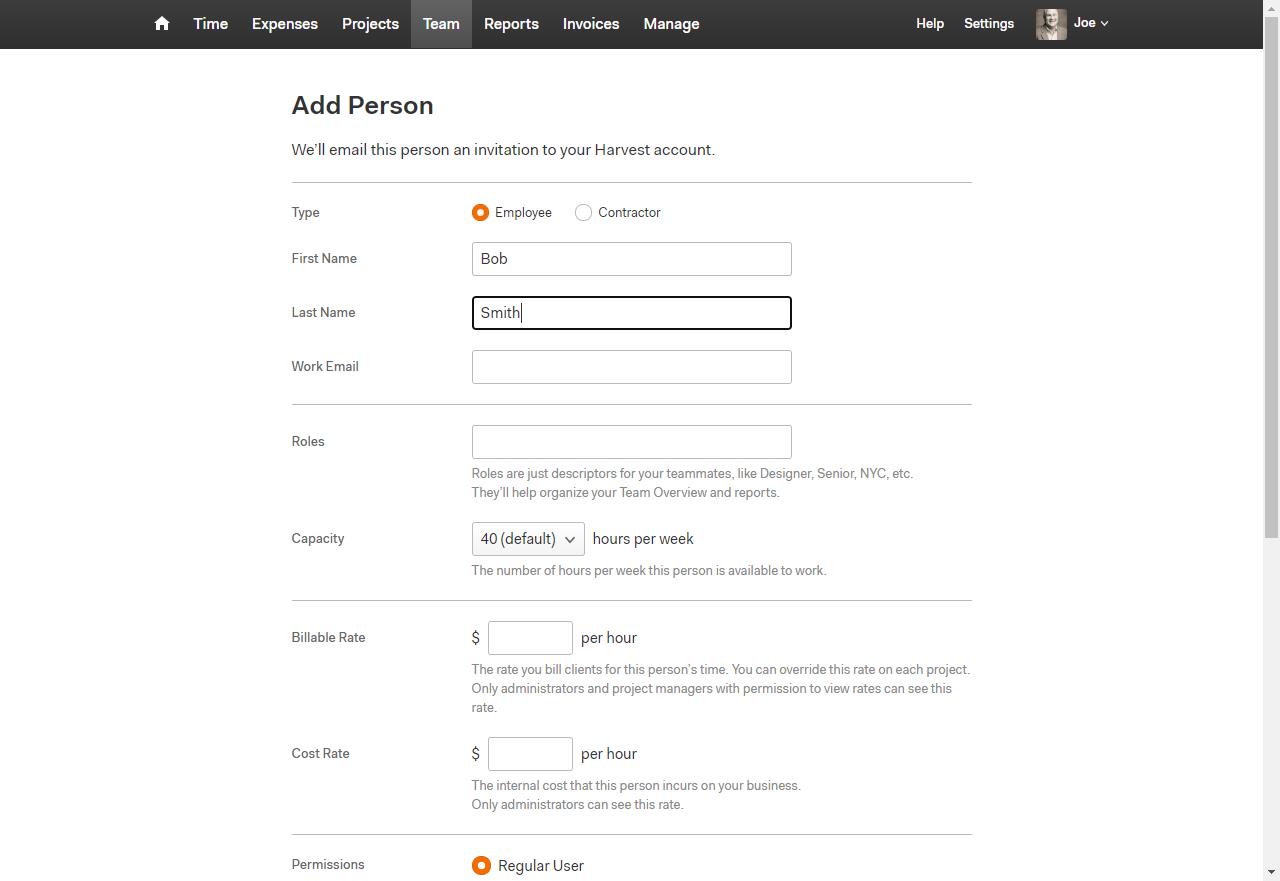 Time Expenses Projects Team Reports Invoices Manage Help Settings Joe
Add Person
We'll email this person an invitation to your Harvest account.
Type Employee Contractor
First Name Bob
Last Name Smith
Work Email
Roles
Roles are just descriptors for your teammates, like Designer, Senior, NYC, etc.
They'll help organize your Team Overview and reports.
Capacity 40 (default) hours per week
The number of hours per week this person is available to work.
Billable Rate $ per hour
The rate you bill clients for this person's time. You can override this rate on each project.
Only administrators and project managers with permission to view rates can see this
rate.
Cost Rate $ per hour
The internal cost that this person incurs on your business.
Only administrators can see this rate.
Permissions Regular User